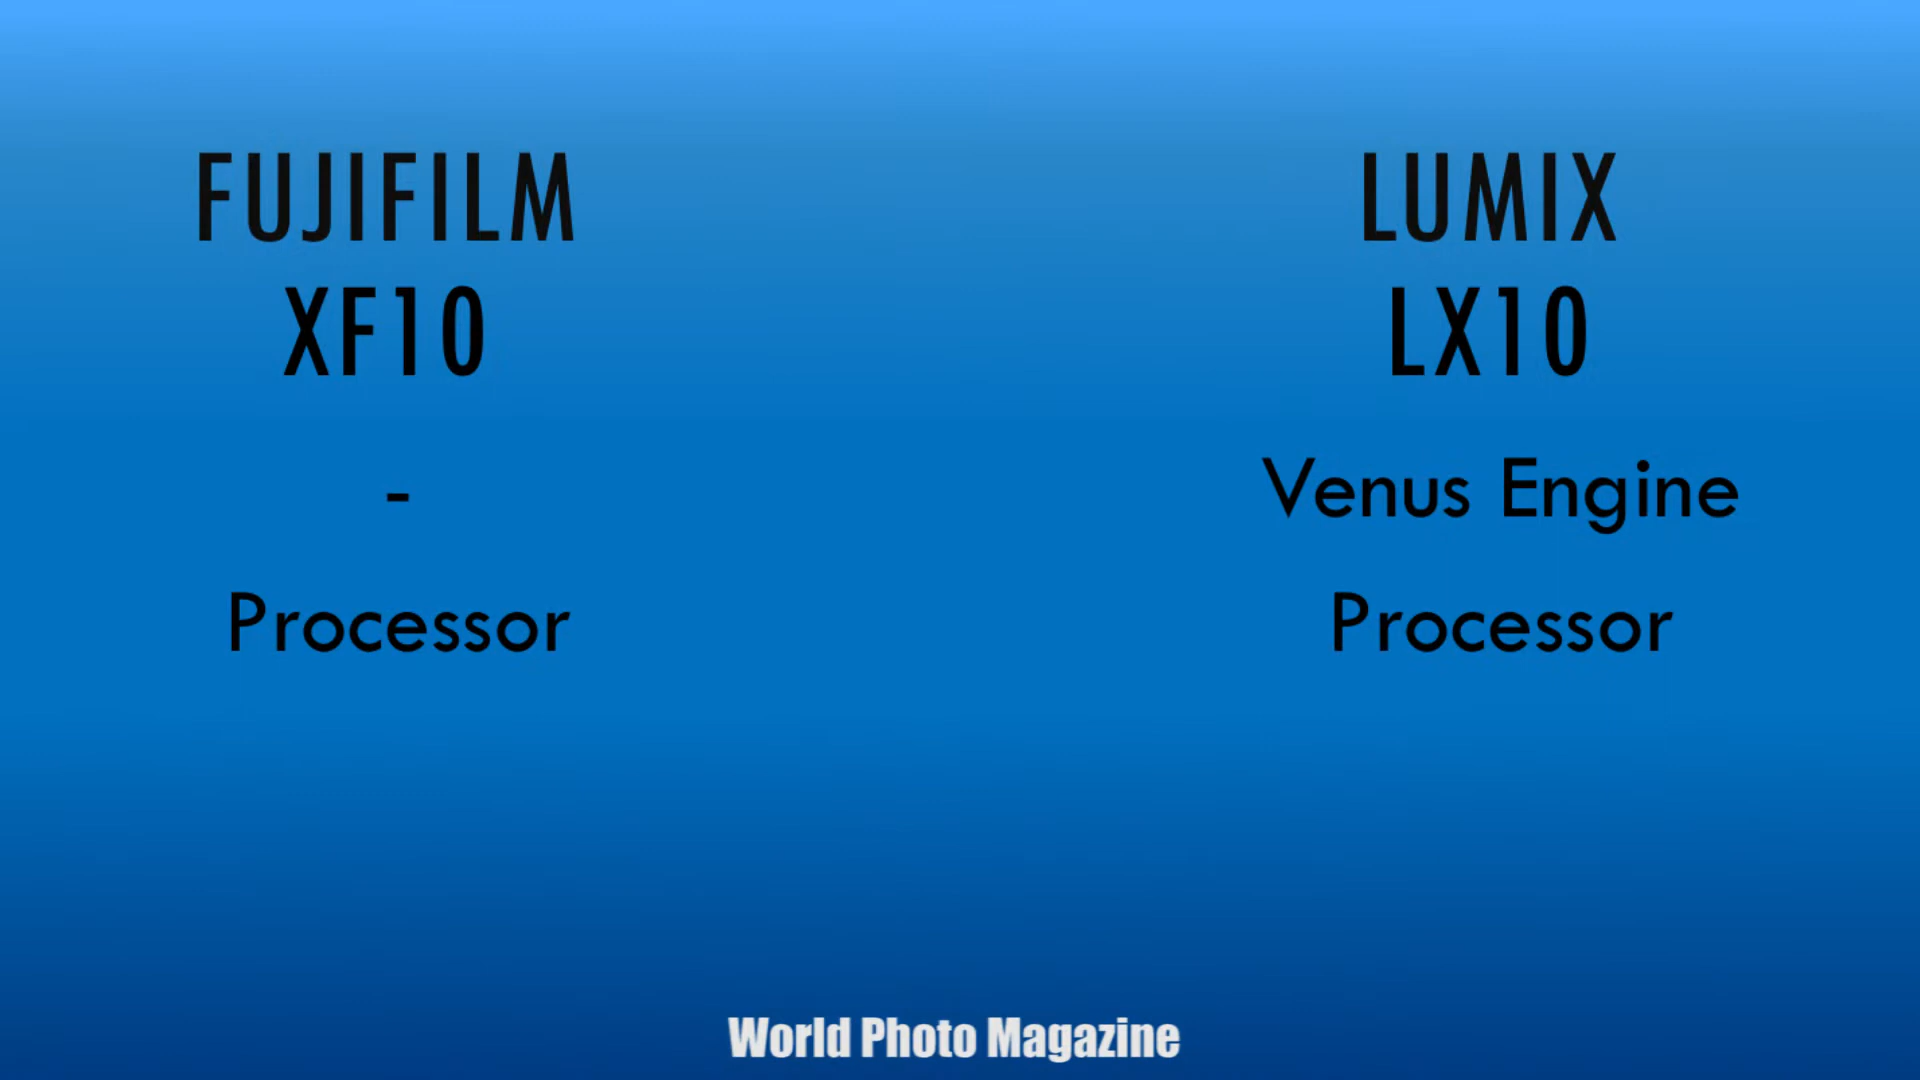 FUJIFILM
XF10
-
Processor
LUMIX
LX10
Venus Engine
Processor
World Photo Magazine